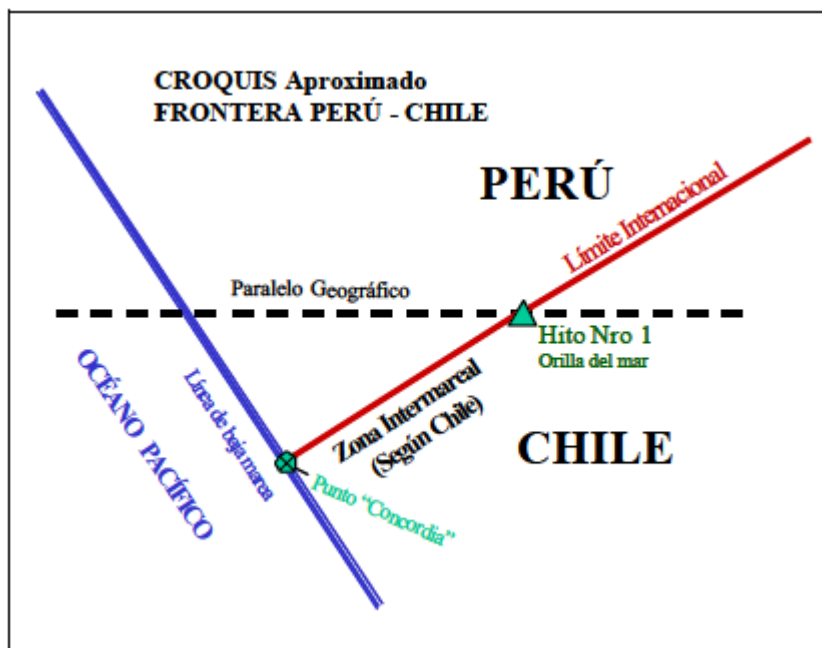 CROQUIS Aproximado
FRONTERA PERÚ - CHILE
PERÚ
Límite Internacional
Paralelo Geográfico
Hito Nro 1
Orilla del mar
OCÉANO PACÍFICO
Línea de baja marea
Zona Intermareal
(Según Chile)
CHILE
Punto “Concordia”